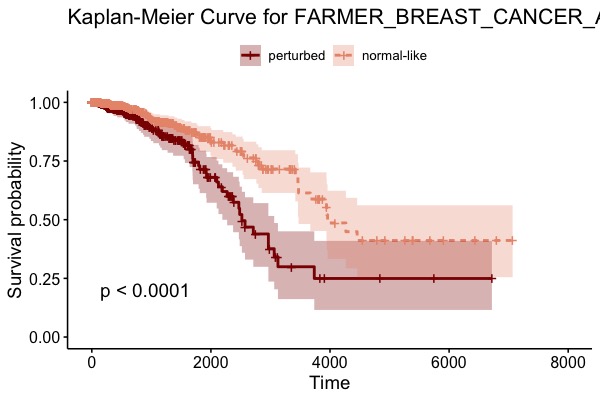 Kaplan-Meier Curve for FARMER_BREAST_CANCER_A
perturbed normal-like
Survival probability
1.00
0.75
0.50
0.25
0.00
p < 0.0001
0 2000 4000 6000 8000
Time